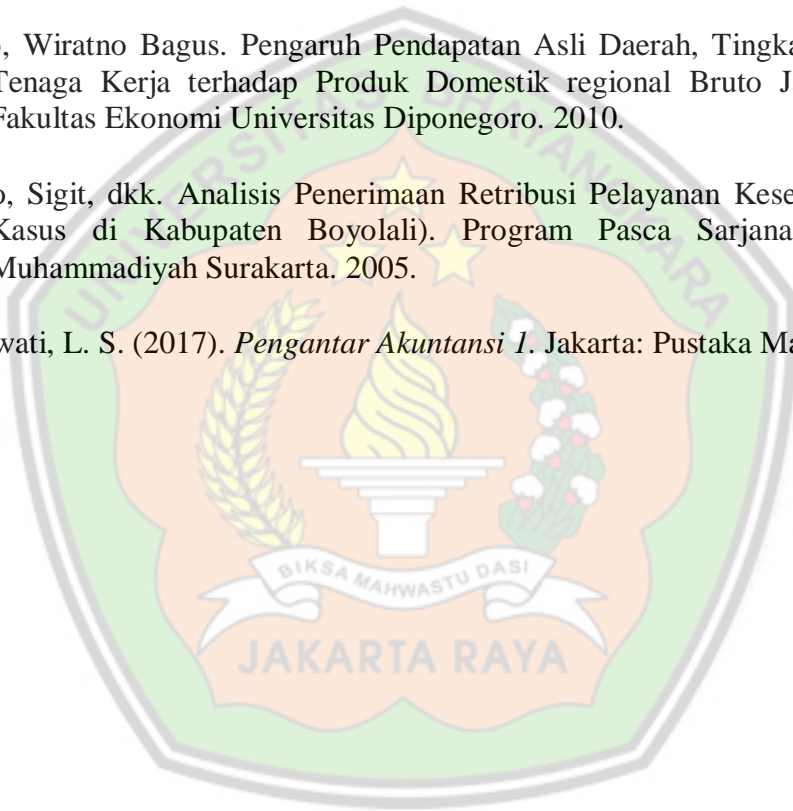 o, Wiratno Bagus. Pengaruh Pendapatan Asli Daerah, Tingka
Tenaga Kerja terhadap Produk Domestik regional Bruto J
Fakultas Ekonomi Universitas Diponegoro. 2010.
o, Sigit, dkk. Analisis Penerimaan Retribusi Pelayanan Kese
Kasus di Kabupaten Boyolali). Program Pasca Sarjana
Muhammadiyah Surakarta. 2005.
wati, L. S. (2017). Pengantar Akuntansi 1. Jakarta: Pustaka Ma
UNIVERSITAS BHAYANGKARA
BIKSA MAHWASTU DASI
JAKARTA RAYA